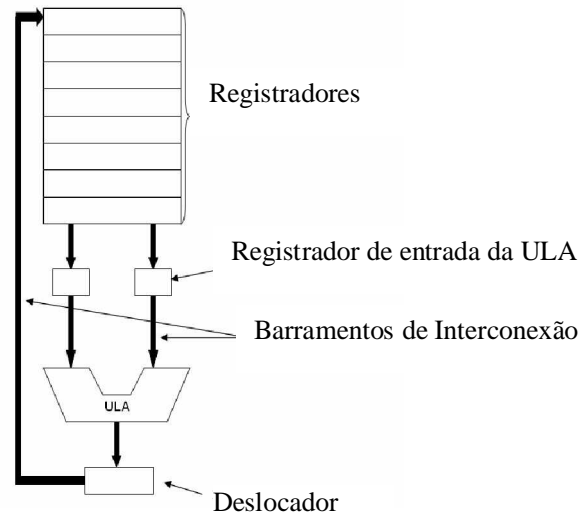 Registradores
Registrador de entrada da ULA
Barramentos de Interconexão
ULA
Deslocador